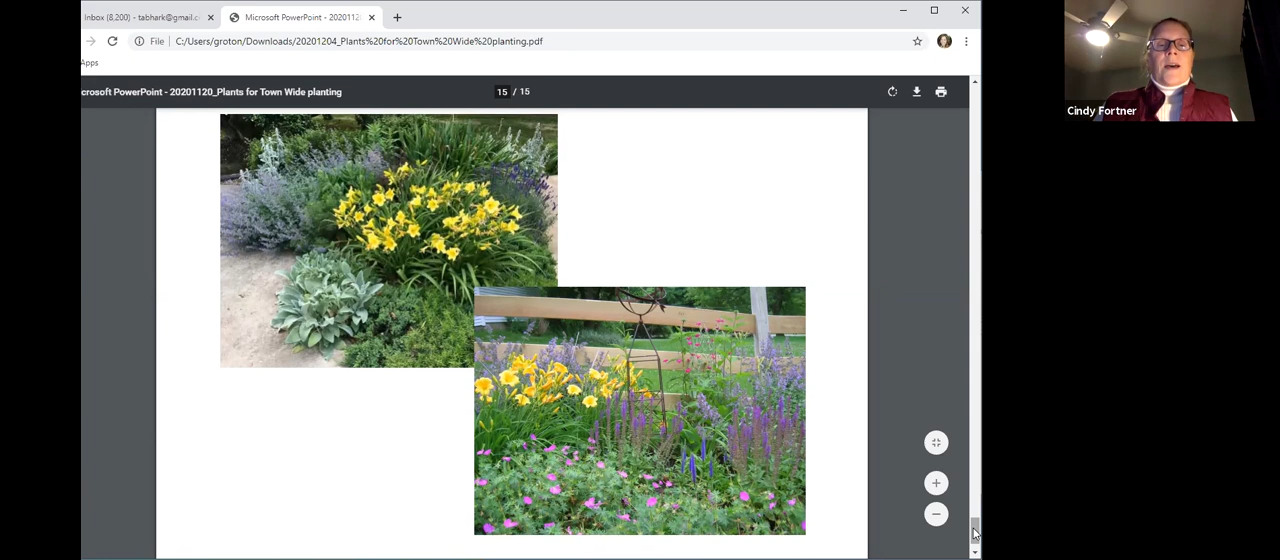 Inbox (8,200) - tabhark@gmail.c
Microsoft PowerPoint - 2020112
File
C:/Users/groton/Downloads/20201204_Plants%20for%20Town%20Wide%20planting.pdf
Apps
crosoft PowerPoint - 20201120_Plants for Town Wide planting
15 / 15
Cindy Fortner